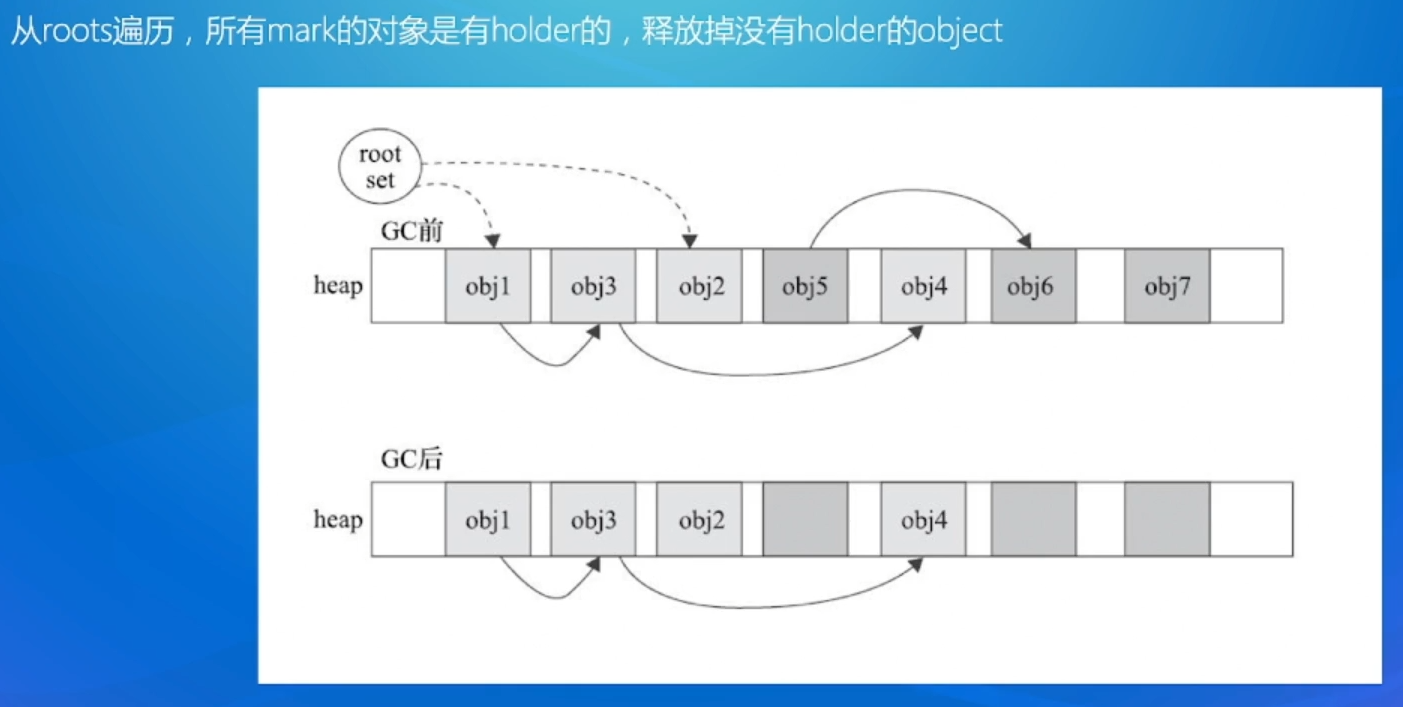 从roots遍历，所有mark的对象是有holder的，释放掉没有holder的object
root
set
GC前
heap
obj1
obj3
obj2
obj5
obj4
obj6
obj7
GC后
heap
obj1
obj3
obj2
obj4